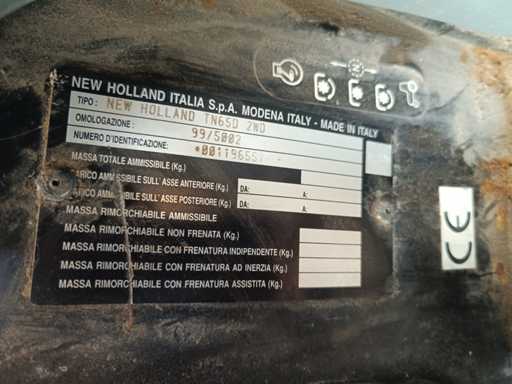 NEW HOLLAND ITALIA S.p.A. MODENA ITALY - MADE IN ITALY
TIPO: NEW HOLLAND TN65D 2WD
OMOLOGAZIONE: 99/5002
NUMERO D'IDENTIFICAZIONE:
MASSA TOTALE AMMISSIBILE (Kg.)
CARICO AMMISSIBILE SULL' ASSE ANTERIORE (Kg.) DA: A:
CARICO AMMISSIBILE SULL' ASSE POSTERIORE (Kg.) DA: A:
MASSA RIMORCHIABILE AMMISSIBILE
MASSA RIMORCHIABILE NON FRENATA (Kg.)
MASSA RIMORCHIABILE CON FRENATURA INDIPENDENTE (Kg.)
MASSA RIMORCHIABILE CON FRENATURA AD INERZIA (Kg.)
MASSA RIMORCHIABILE CON FRENATURA ASSISTITA (Kg.)
CE